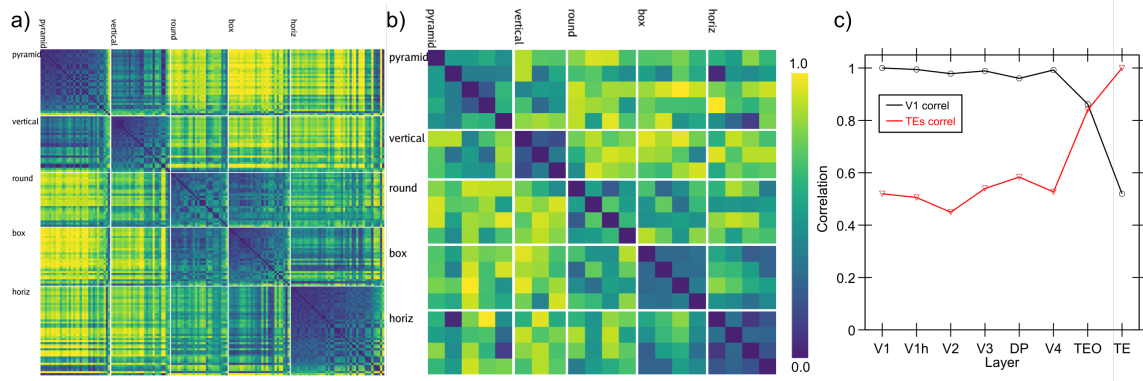 a)
pyramid
vertical
round
box
horiz
pyramid
vertical
round
box
horiz
b)
pyramid
vertical
round
box
horiz
pyramid
vertical
round
box
horiz
1.0
0.0
c)
1
0.8
0.6
0.4
0.2
0
Correlation
V1 correl
TEs correl
V1 V1h V2 V3 DP V4 TEO TE
Layer